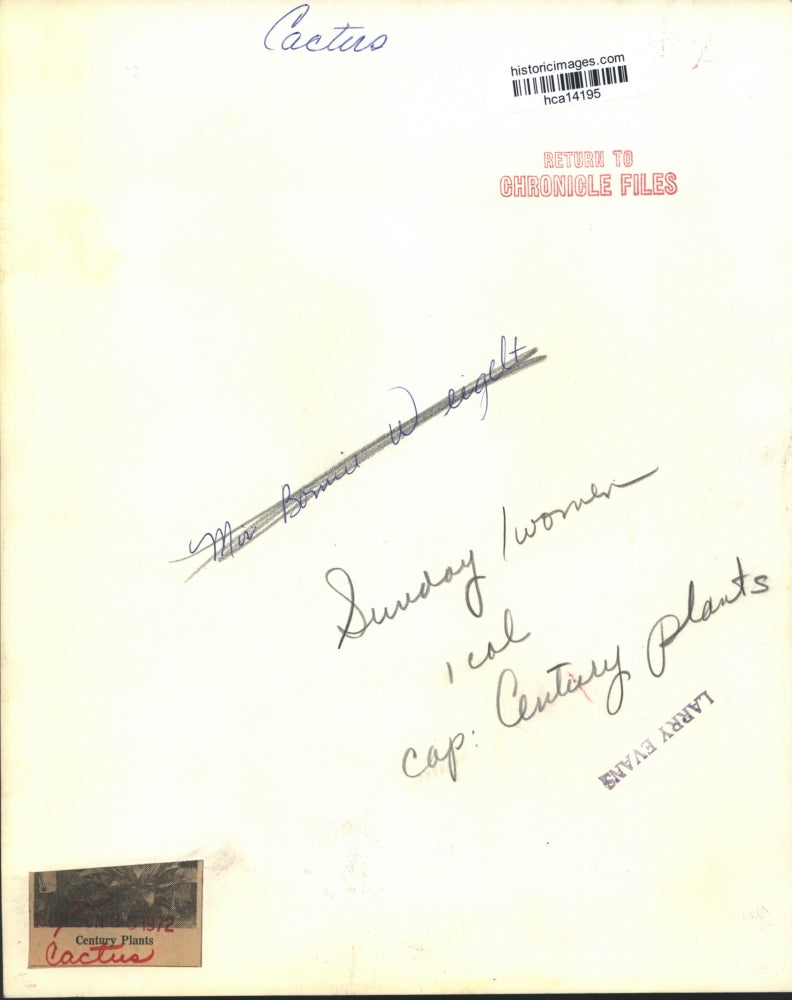 Cactus
historicimages.com
hca14195
RETURN TO
CHRONICLE FILES
Bonnie Weight
Sunday / women
1 col
cap: Century plants
LARRY EVANS
1972
Century Plants
Cactus